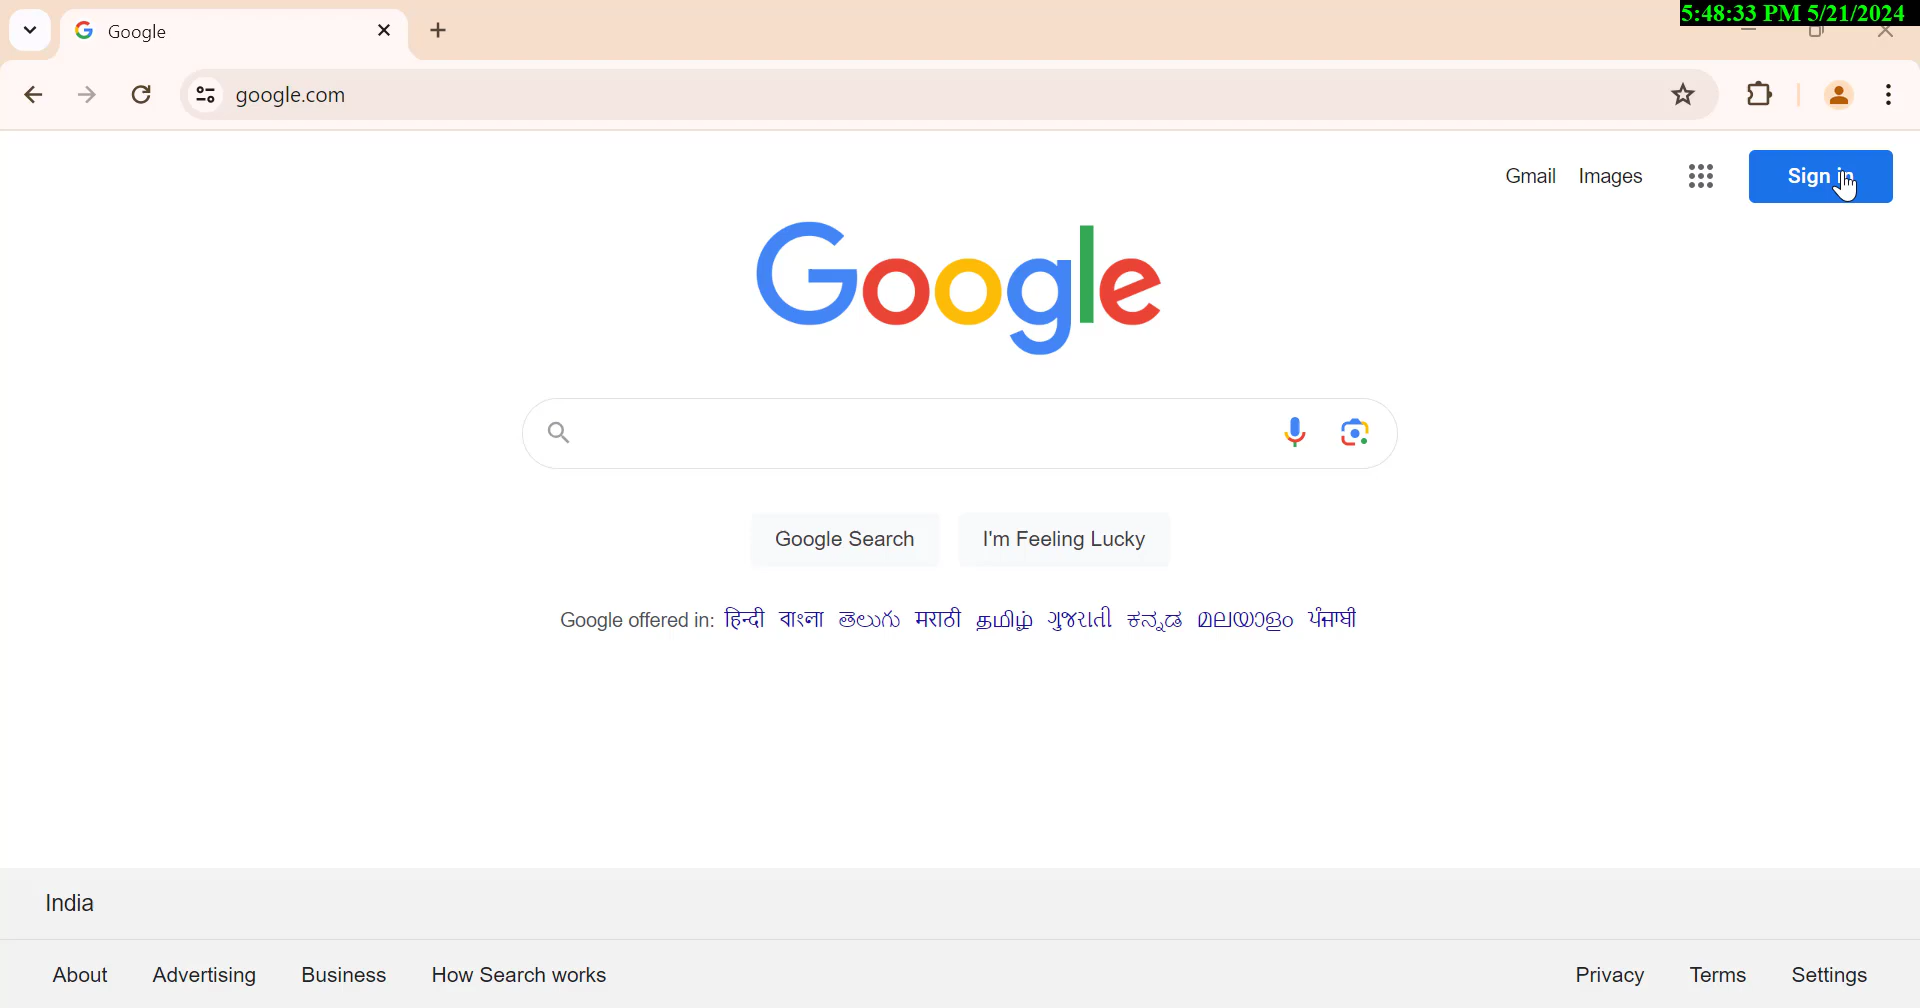 5:48:33 PM 5/21/2024
Google
google.com
Gmail Images Sign in
Google
Google Search I'm Feeling Lucky
Google offered in: हिन्दी বাংলা తెలుగు मराठी தமிழ் ગુજરાતી ಕನ್ನಡ മലയാളം ਪੰਜਾਬੀ
India
About Advertising Business How Search works Privacy Terms Settings